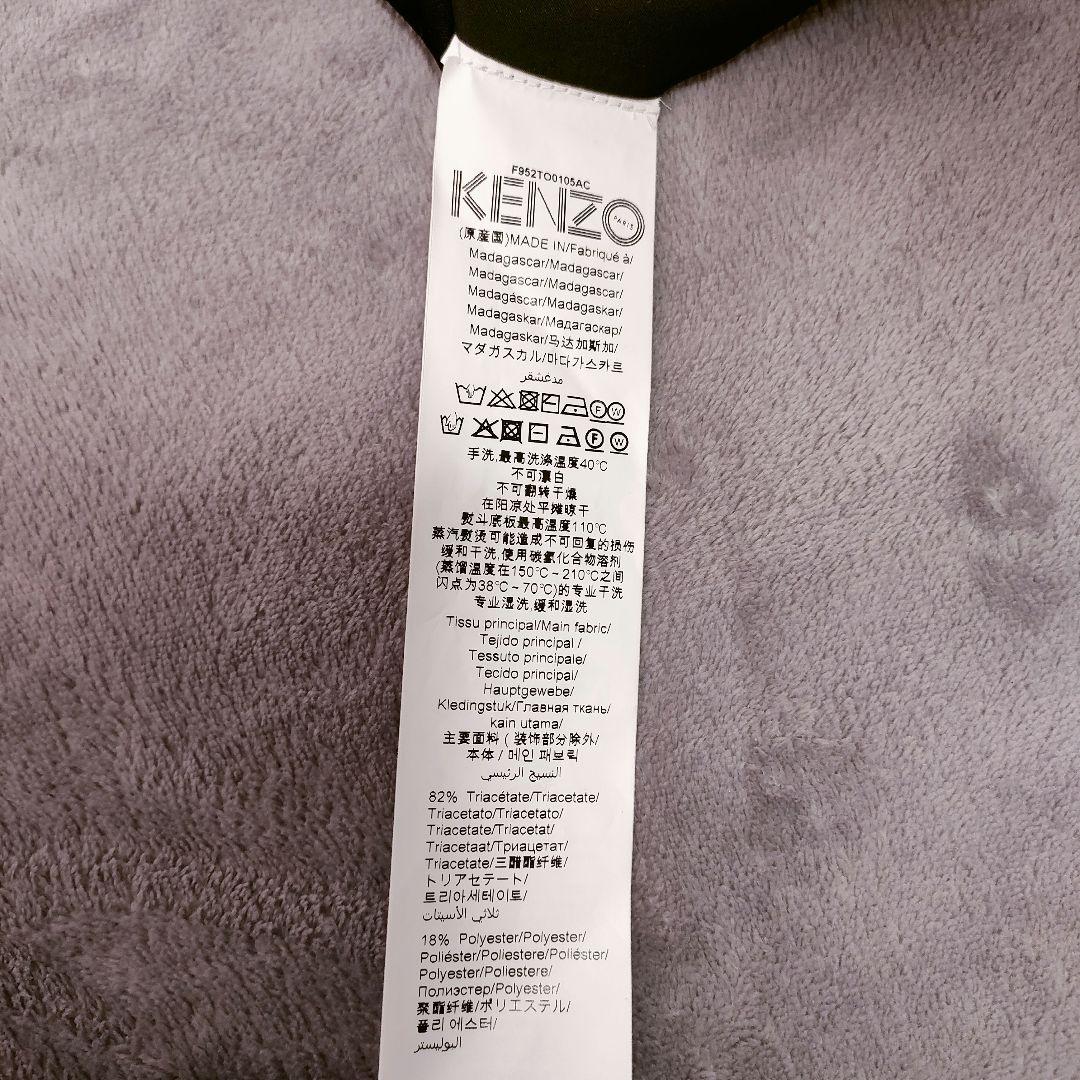 F952TO0105AC
KENZO
PARIS
(原産国)MADE IN/Fabriqué à/
Madagascar/Madagascar/
Madagascar/Madagascar/
Madagáscar/Madagaskar/
Madagaskar/Мадагаскар/
Madagaskar/马达加斯加/
マダガスカル/마다가스카르
مدغشقر
F W
F W
手洗,最高洗涤温度40°C
不可漂白
不可翻转干燥
在阳凉处平摊晾干
熨斗底板最高温度110°C
蒸汽熨烫可能造成不可回复的损伤
缓和干洗,使用碳氢化合物溶剂
(蒸馏温度在150°C~210°C之间
闪点为38°C~70°C)的专业干洗
专业湿洗,缓和湿洗
Tissu principal/Main fabric/
Tejido principal /
Tessuto principale/
Tecido principal/
Hauptgewebe/
Kledingstuk/Главная ткань/
kain utama/
主要面料 ( 装饰部分除外/
本体 / 메인 패브릭
النسيج الرئيسي
82% Triacétate/Triacetate/
Triacetato/Triacetato/
Triacetate/Triacetat/
Triacetaat/Триацетат/
Triacetate/三醋酯纤维/
トリアセテート/
트리아세테이트/
ثلاثي الأسيتات
18% Polyester/Polyester/
Poliéster/Poliestere/Poliéster/
Polyester/Poliestere/
Полиэстер/Polyester/
聚酯纤维/ポリエステル/
폴리 에스터/
البوليستر